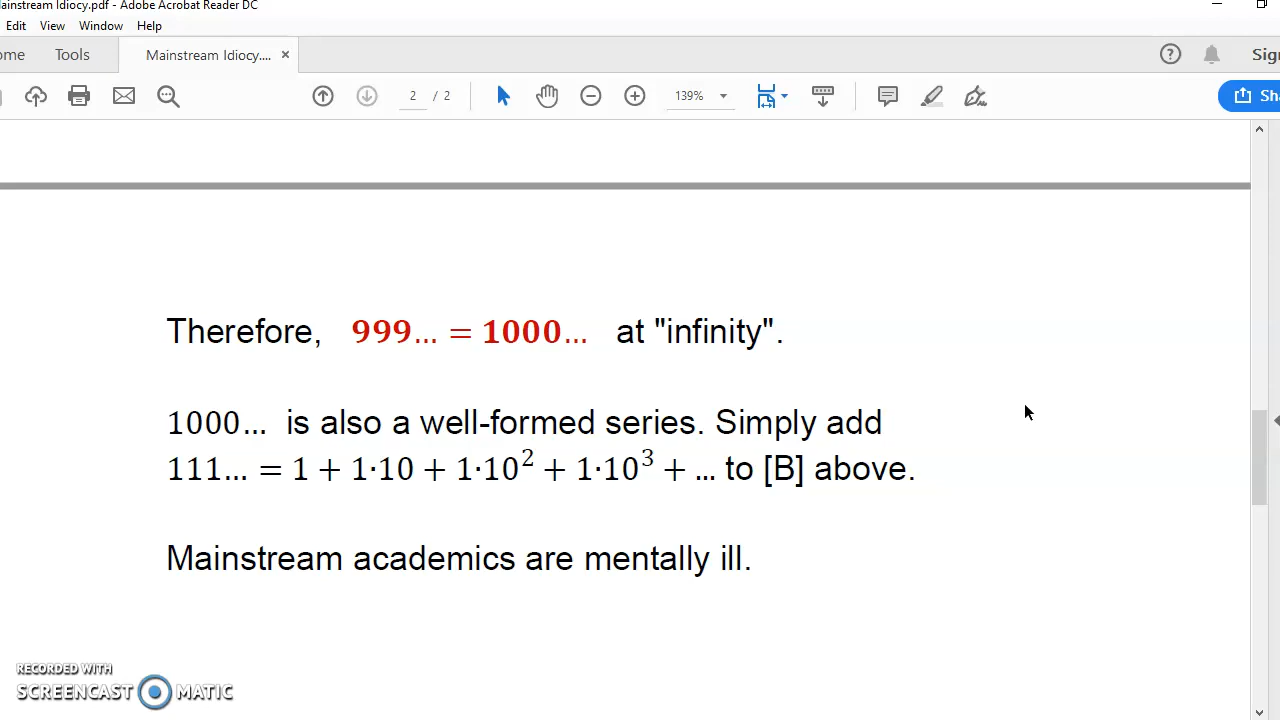 ainstream Idiocy.pdf - Adobe Acrobat Reader DC
Edit View Window Help
ome Tools Mainstream Idiocy.... × Sig
2 / 2 139% Sha
Therefore, 999... = 1000... at "infinity".
1000... is also a well-formed series. Simply add
111... = 1 + 1·10 + 1·10² + 1·10³ + ... to [B] above.
Mainstream academics are mentally ill.
RECORDED WITH
SCREENCAST MATIC